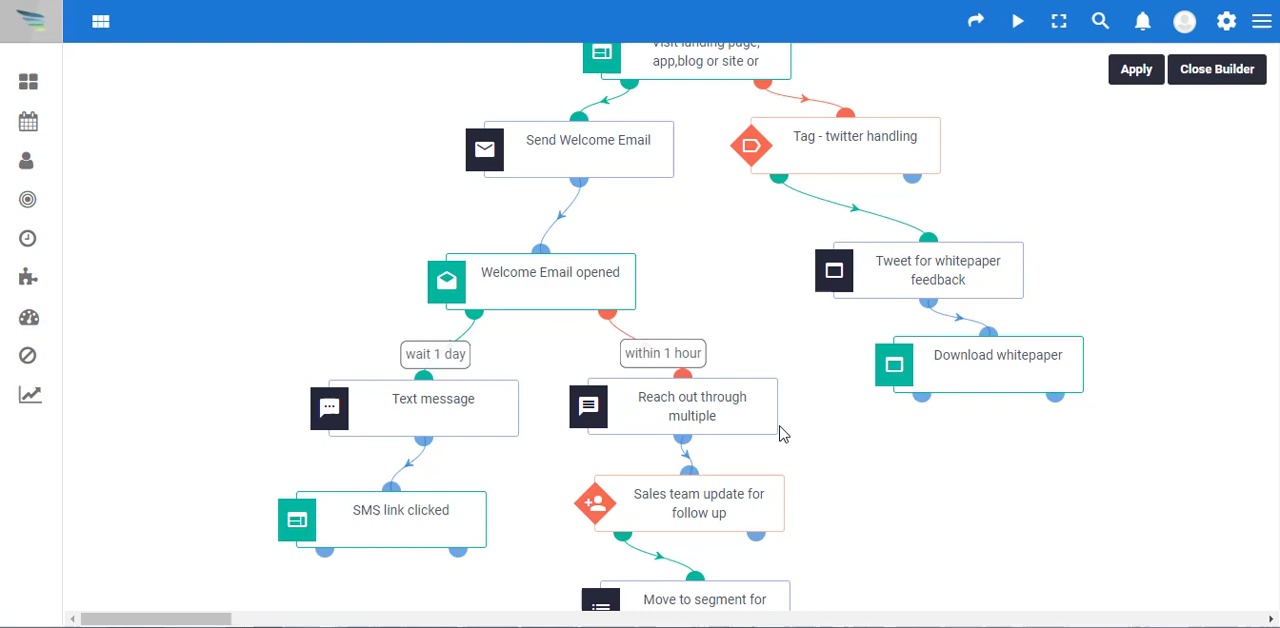 Apply
Close Builder
Visit landing page,
app,blog or site or
Send Welcome Email
Tag - twitter handling
Welcome Email opened
Tweet for whitepaper
feedback
wait 1 day
within 1 hour
Download whitepaper
Text message
Reach out through
multiple
SMS link clicked
Sales team update for
follow up
Move to segment for